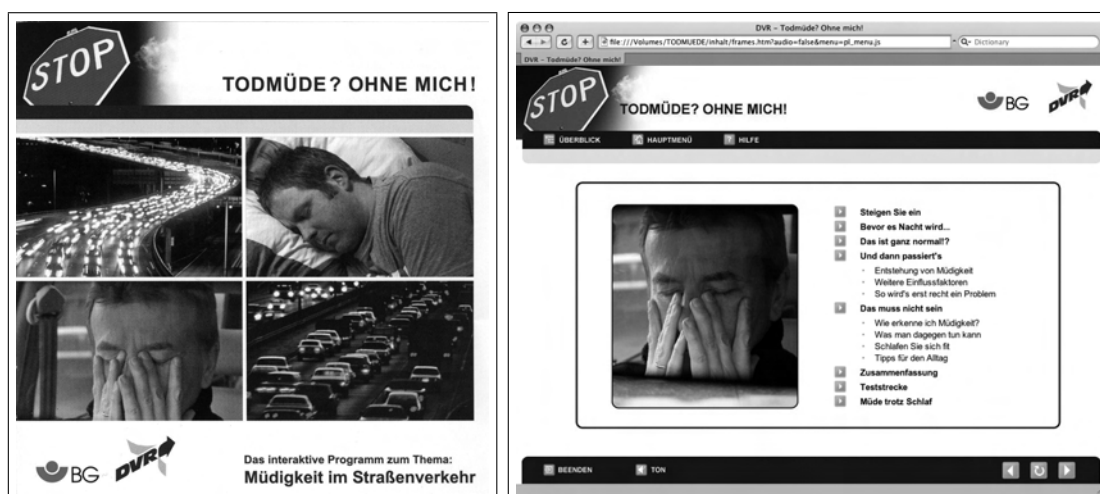 STOP
TODMÜDE? OHNE MICH!
BG
DVR
Das interaktive Programm zum Thema:
Müdigkeit im Straßenverkehr
DVR – Todmüde? Ohne mich!
file:///Volumes/TODMUEDE/inhalt/frames.htm?audio=false&menu=pl_menu.js
Dictionary
DVR – Todmüde? Ohne mich!
STOP
TODMÜDE? OHNE MICH!
BG
DVR
ÜBERBLICK
HAUPTMENÜ
HILFE
Steigen Sie ein
Bevor es Nacht wird...
Das ist ganz normal!?
Und dann passiert's
Entstehung von Müdigkeit
Weitere Einflussfaktoren
So wird's erst recht ein Problem
Das muss nicht sein
Wie erkenne ich Müdigkeit?
Was man dagegen tun kann
Schlafen Sie sich fit
Tipps für den Alltag
Zusammenfassung
Teststrecke
Müde trotz Schlaf
BEENDEN
TON